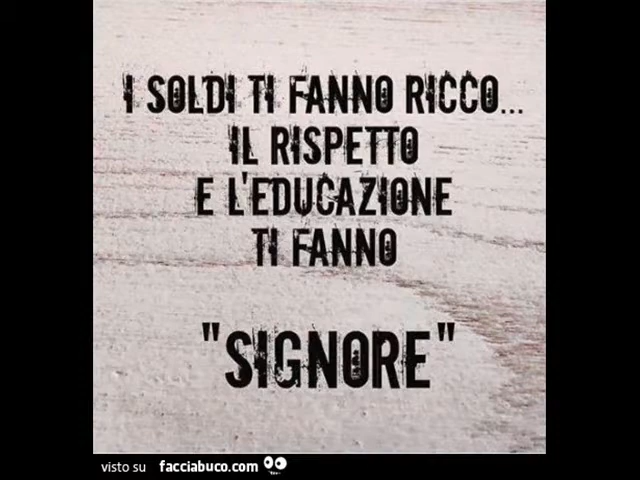 I SOLDI TI FANNO RICCO...
IL RISPETTO
E L'EDUCAZIONE
TI FANNO
"SIGNORE"
visto su facciabuco.com